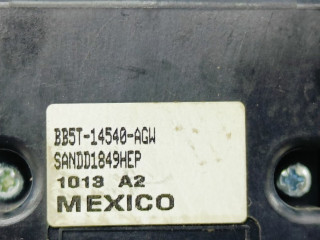 BB5T-14540-AGW
SANDD1849HEP
1013 A2
MEXICO